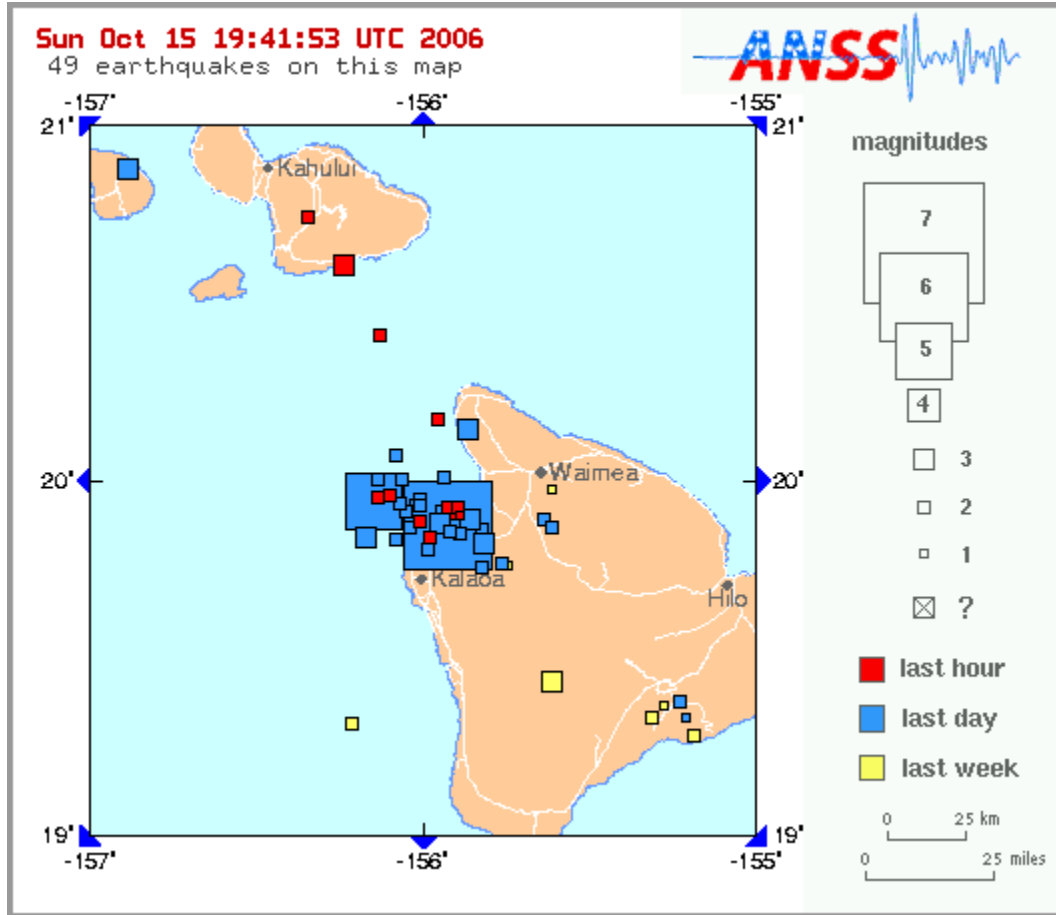 Sun Oct 15 19:41:53 UTC 2006
49 earthquakes on this map
ANSS
-157°
-156°
-155°
21°
21°
Kahului
magnitudes
7
6
5
4
3
2
1
?
20°
20°
Waimea
Kalaoa
Hilo
last hour
last day
last week
19°
19°
-157°
-156°
-155°
0
25 km
0
25 miles